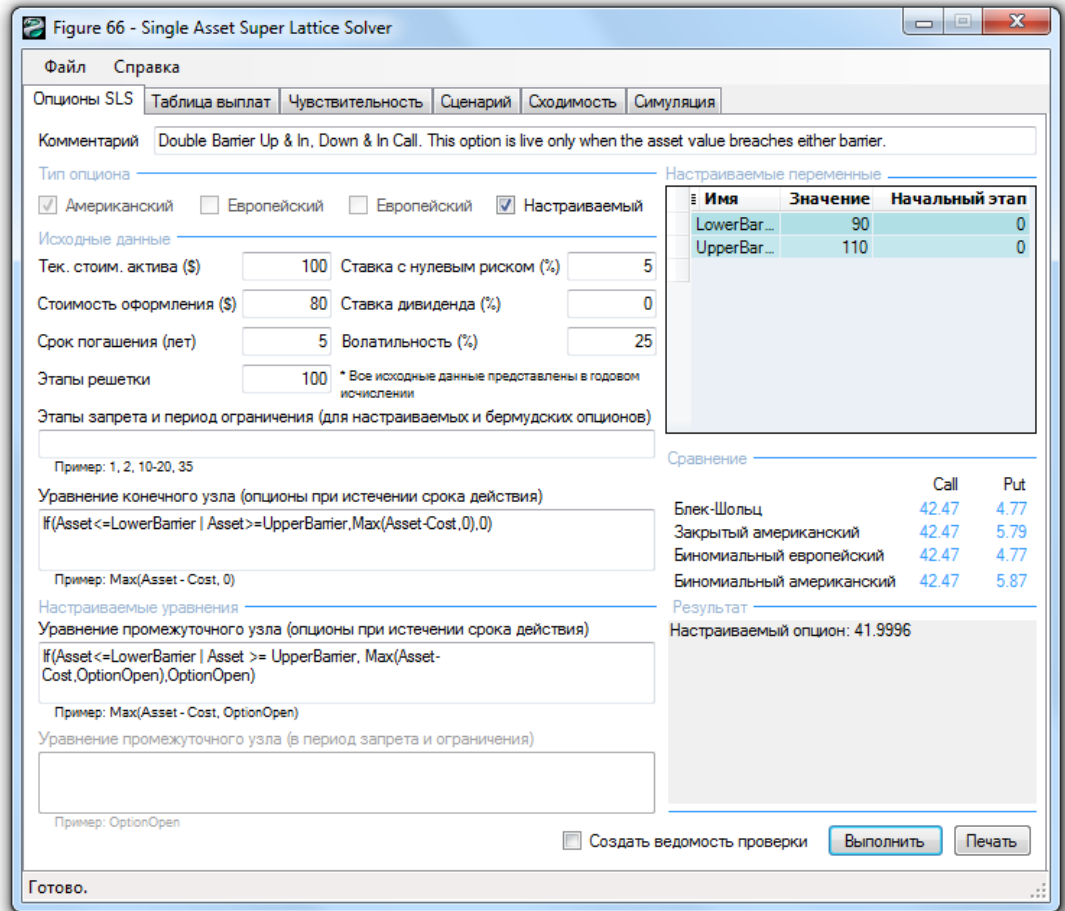 Figure 66 - Single Asset Super Lattice Solver
Файл Справка
Опционы SLS Таблица выплат Чувствительность Сценарий Сходимость Симуляция
Комментарий Double Barrier Up & In, Down & In Call. This option is live only when the asset value breaches either barrier.
Тип опциона
Американский Европейский Европейский Настраиваемый
Исходные данные
Тек. стоим. актива ($) 100 Ставка с нулевым риском (%) 5
Стоимость оформления ($) 80 Ставка дивиденда (%) 0
Срок погашения (лет) 5 Волатильность (%) 25
Этапы решетки 100 * Все исходные данные представлены в годовом
исчислении
Этапы запрета и период ограничения (для настраиваемых и бермудских опционов)
Пример: 1, 2, 10-20, 35
Уравнение конечного узла (опционы при истечении срока действия)
If(Asset<=LowerBarrier | Asset>=UpperBarrier,Max(Asset-Cost,0),0)
Пример: Max(Asset - Cost, 0)
Настраиваемые уравнения
Уравнение промежуточного узла (опционы при истечении срока действия)
If(Asset<=LowerBarrier | Asset >= UpperBarrier, Max(Asset-
Cost,OptionOpen),OptionOpen)
Пример: Max(Asset - Cost, OptionOpen)
Уравнение промежуточного узла (в период запрета и ограничения)
Пример: OptionOpen
Настраиваемые переменные
Имя Значение Начальный этап
LowerBar... 90 0
UpperBar... 110 0
Сравнение
Call Put
Блек-Шольц 42.47 4.77
Закрытый американский 42.47 5.79
Биномиальный европейский 42.47 4.77
Биномиальный американский 42.47 5.87
Результат
Настраиваемый опцион: 41.9996
Создать ведомость проверки Выполнить Печать
Готово.